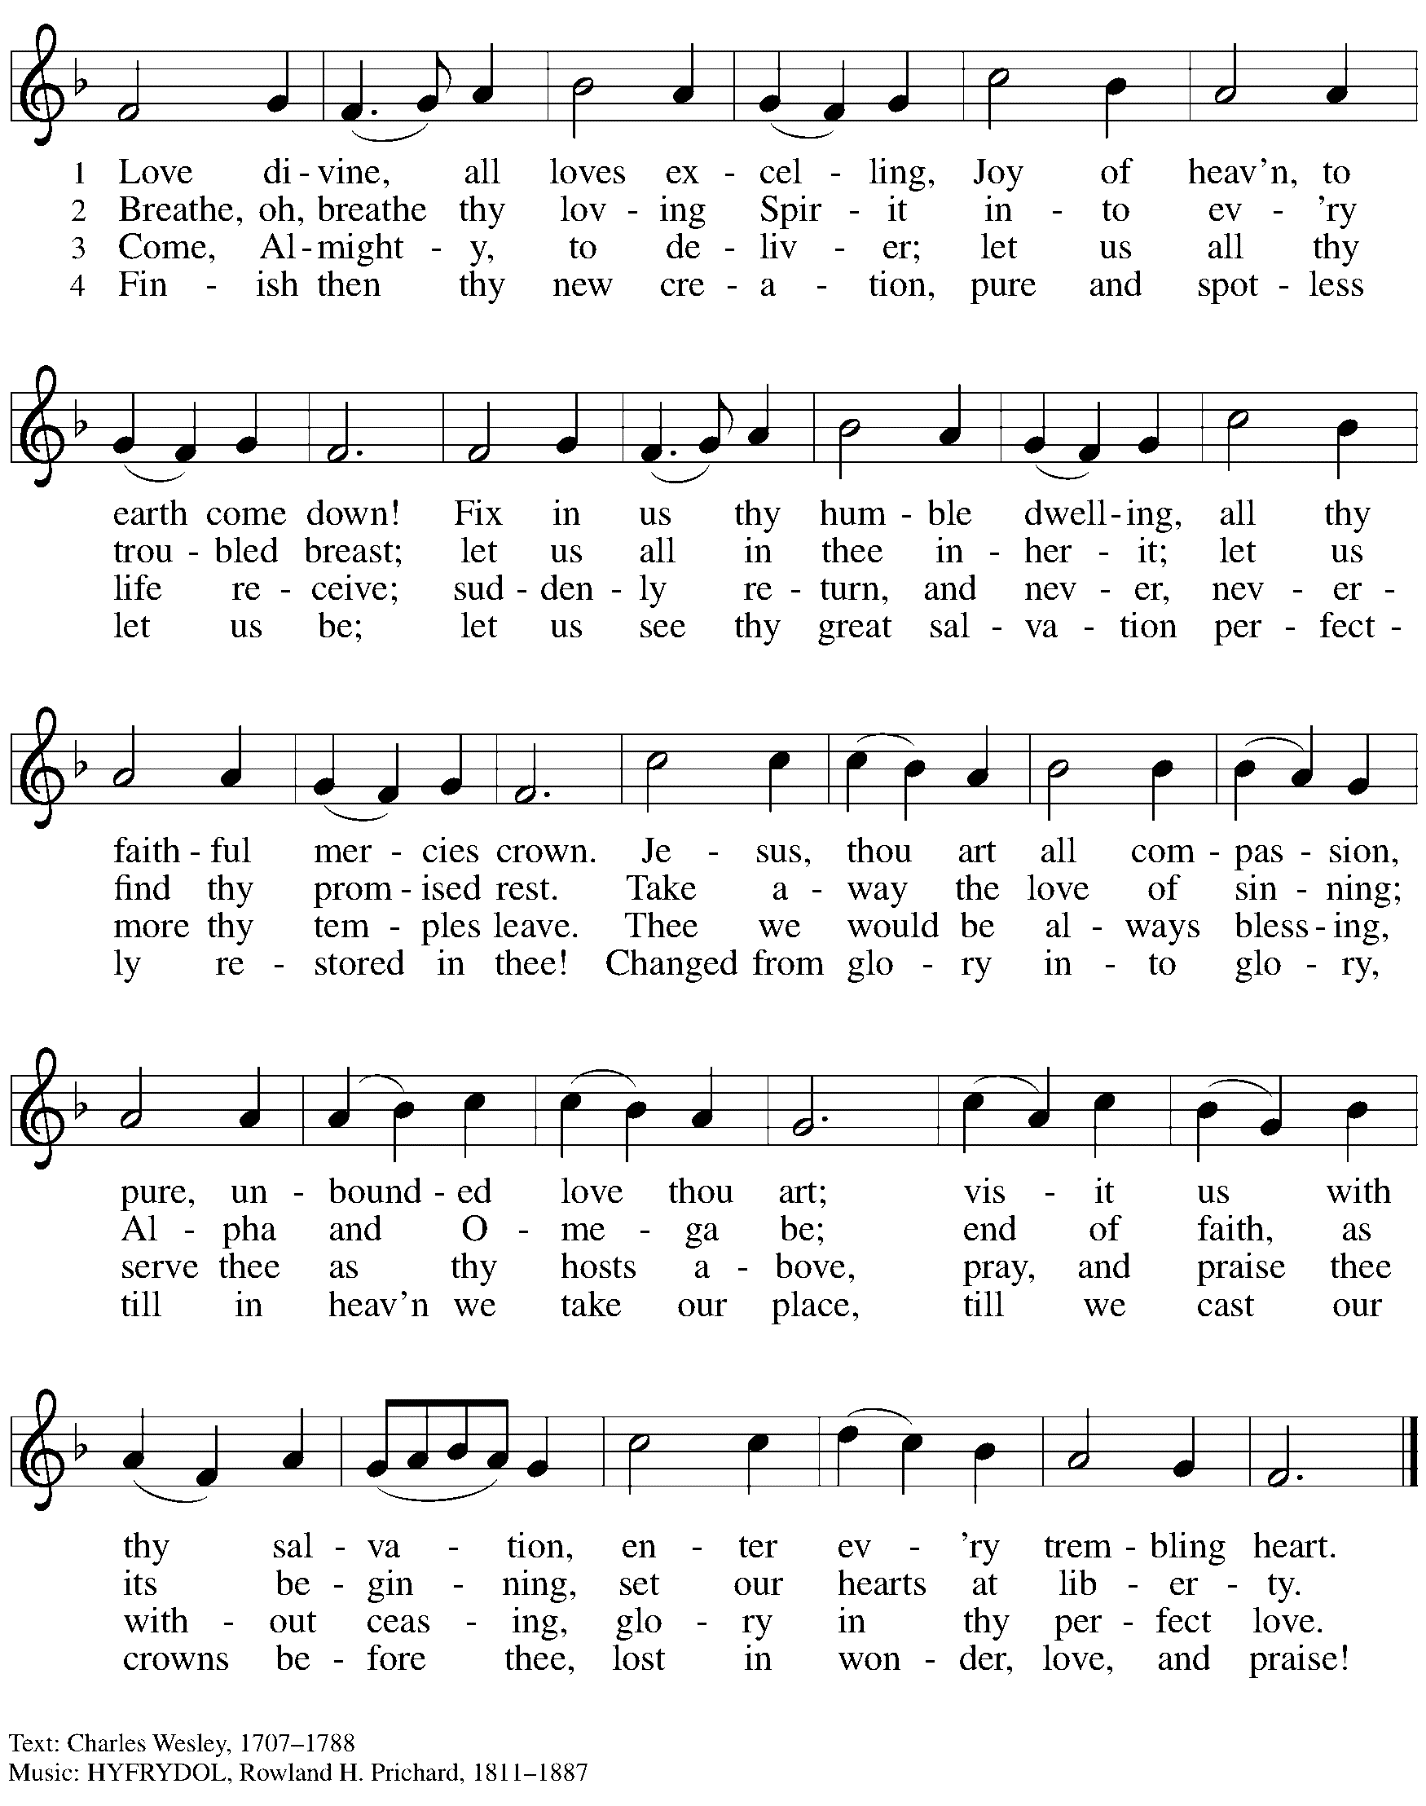 1 Love di - vine, all loves ex - cel - ling, Joy of heav'n, to
2 Breathe, oh, breathe thy lov - ing Spir - it in - to ev - 'ry
3 Come, Al - might - y, to de - liv - er; let us all thy
4 Fin - ish then thy new cre - a - tion, pure and spot - less
earth come down! Fix in us thy hum - ble dwell - ing, all thy
trou - bled breast; let us all in thee in - her - it; let us
life re - ceive; sud - den - ly re - turn, and nev - er, nev - er -
let us be; let us see thy great sal - va - tion per - fect -
faith - ful mer - cies crown. Je - sus, thou art all com - pas - sion,
find thy prom - ised rest. Take a - way the love of sin - ning;
more thy tem - ples leave. Thee we would be al - ways bless - ing,
ly re - stored in thee! Changed from glo - ry in - to glo - ry,
pure, un - bound - ed love thou art; vis - it us with
Al - pha and O - me - ga be; end of faith, as
serve thee as thy hosts a - bove, pray, and praise thee
till in heav'n we take our place, till we cast our
thy sal - va - tion, en - ter ev - 'ry trem - bling heart.
its be - gin - ning, set our hearts at lib - er - ty.
with - out ceas - ing, glo - ry in thy per - fect love.
crowns be - fore thee, lost in won - der, love, and praise!
Text: Charles Wesley, 1707–1788
Music: HYFRYDOL, Rowland H. Prichard, 1811–1887